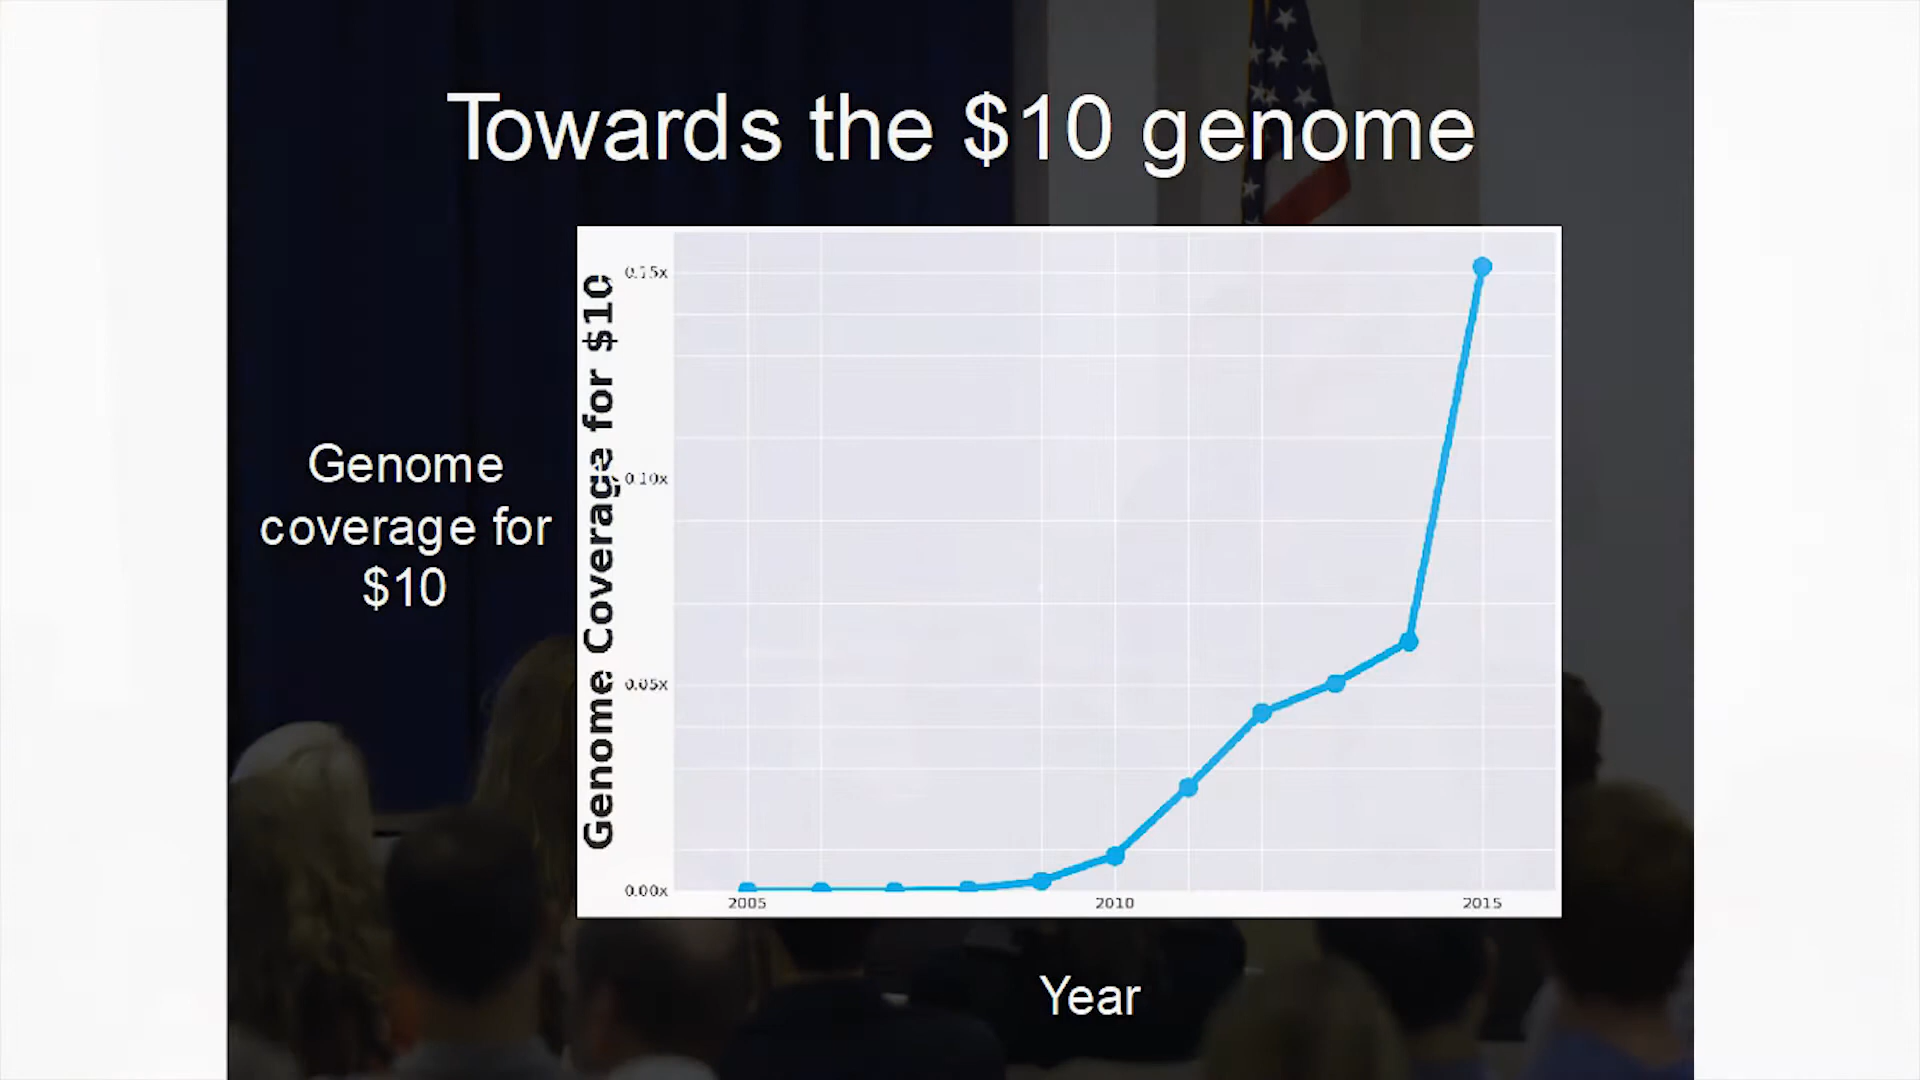 Towards the $10 genome
Genome
coverage for
$10
Genome Coverage for $10
0.15x
0.10x
0.05x
0.00x
2005
2010
2015
Year